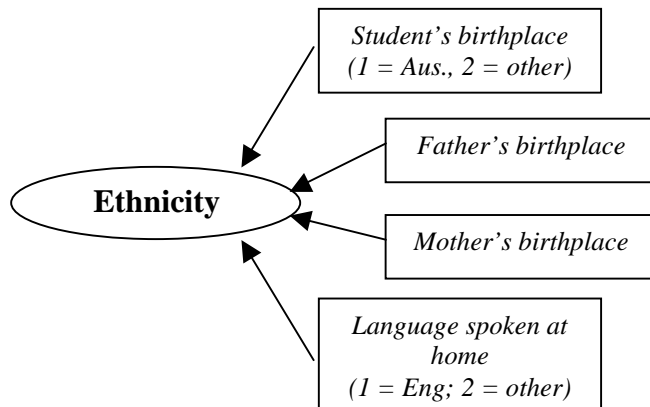 Student’s birthplace
(1 = Aus., 2 = other)
Father’s birthplace
Ethnicity
Mother’s birthplace
Language spoken at
home
(1 = Eng; 2 = other)